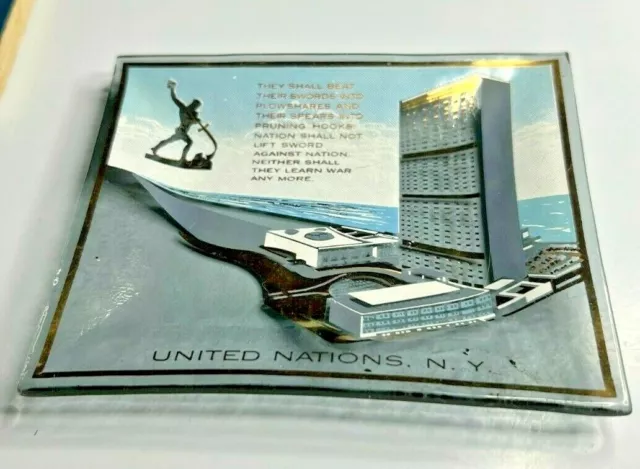 THEY SHALL BEAT
THEIR SWORDS INTO
PLOWSHARES AND
THEIR SPEARS INTO
PRUNING HOOKS:
NATION SHALL NOT
LIFT SWORD
AGAINST NATION.
NEITHER SHALL
THEY LEARN WAR
ANY MORE.
UNITED NATIONS, N.Y.